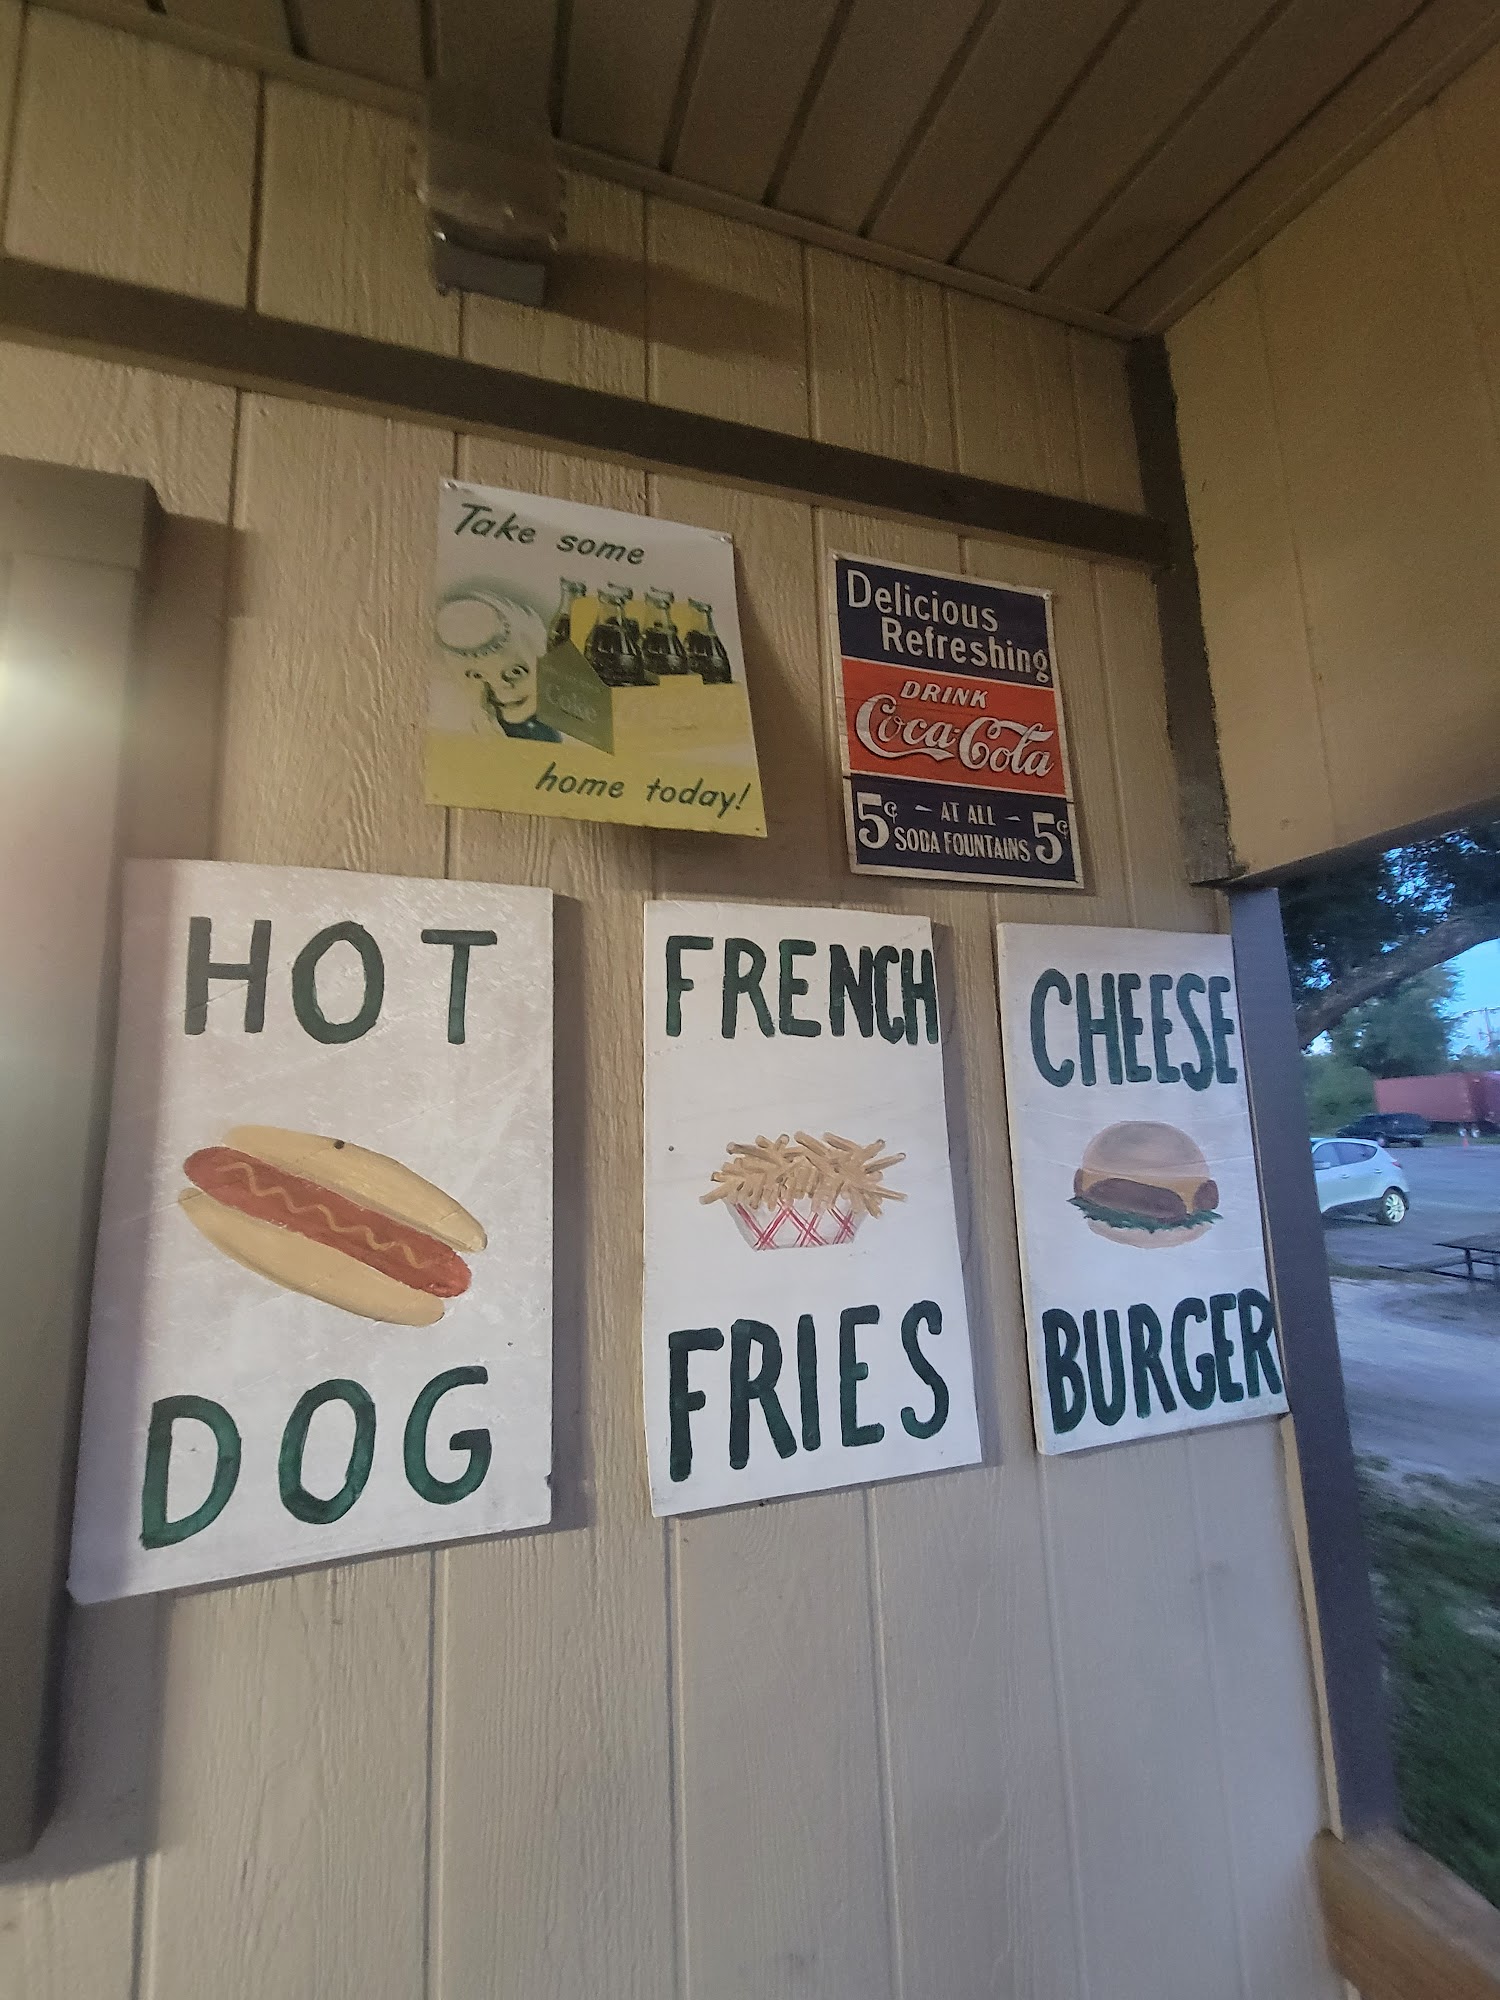 Take some
Coke
home today!
Delicious
Refreshing
DRINK
Coca-Cola
5¢ - AT ALL - 5¢
SODA FOUNTAINS
HOT
DOG
FRENCH
FRIES
CHEESE
BURGER